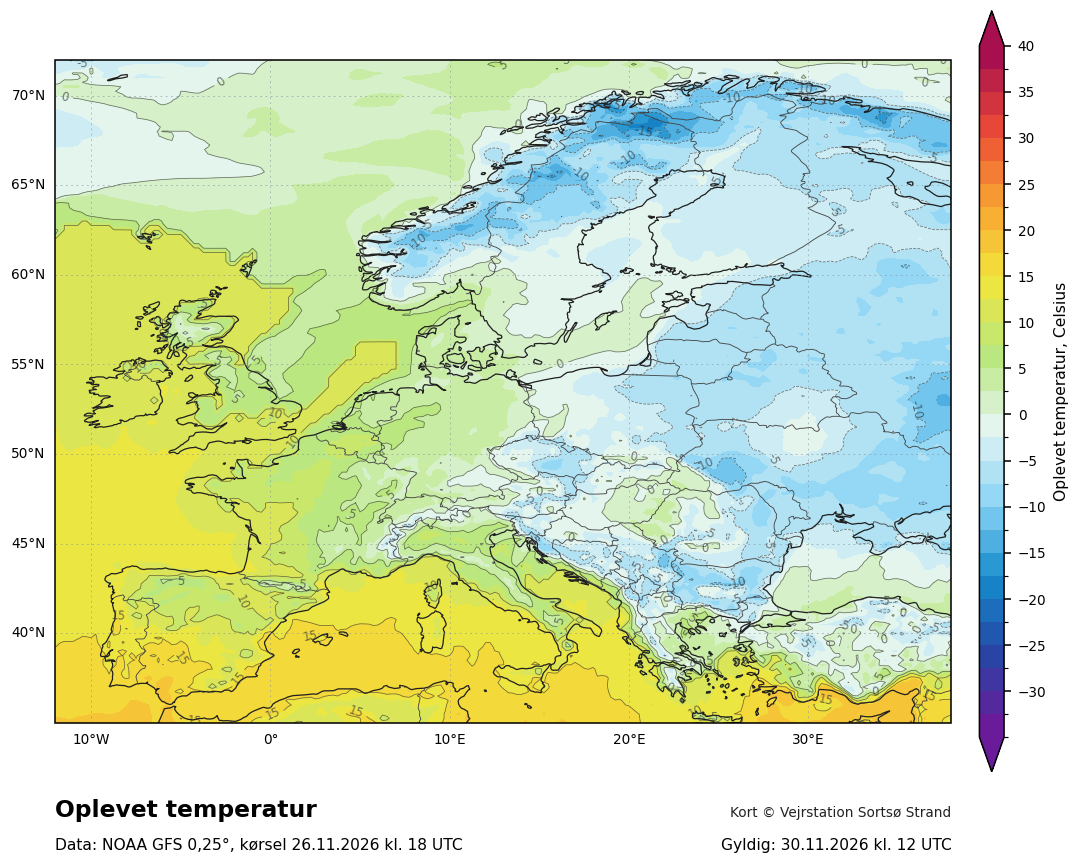 40
35
30
25
20
15
10
5
0
−5
−10
−15
−20
−25
−30
Oplevet temperatur, Celsius
70°N
65°N
60°N
55°N
50°N
45°N
40°N
10°W 0° 10°E 20°E 30°E
Oplevet temperatur
Kort © Vejrstation Sortsø Strand
Data: NOAA GFS 0,25°, kørsel 26.11.2026 kl. 18 UTC
Gyldig: 30.11.2026 kl. 12 UTC